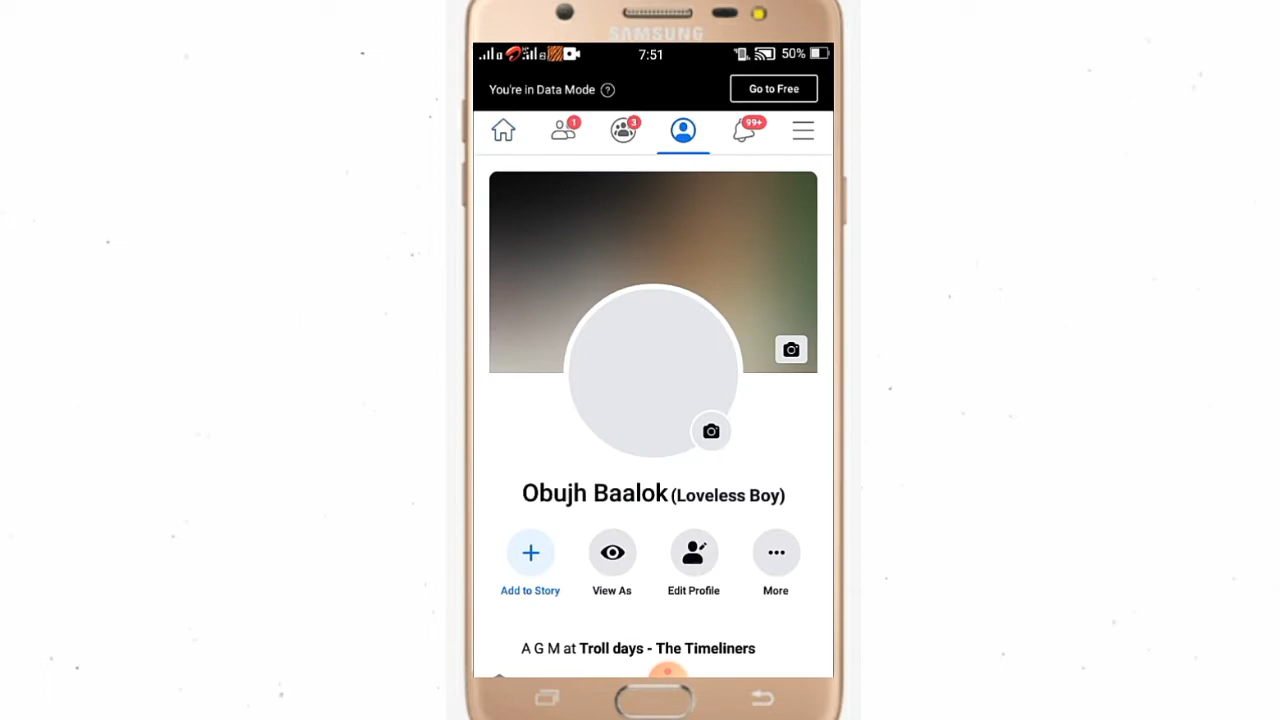 SAMSUNG
7:51 50%
You're in Data Mode ? Go to Free
1 3 99+
Obujh Baalok (Loveless Boy)
Add to Story View As Edit Profile More
A G M at Troll days - The Timeliners